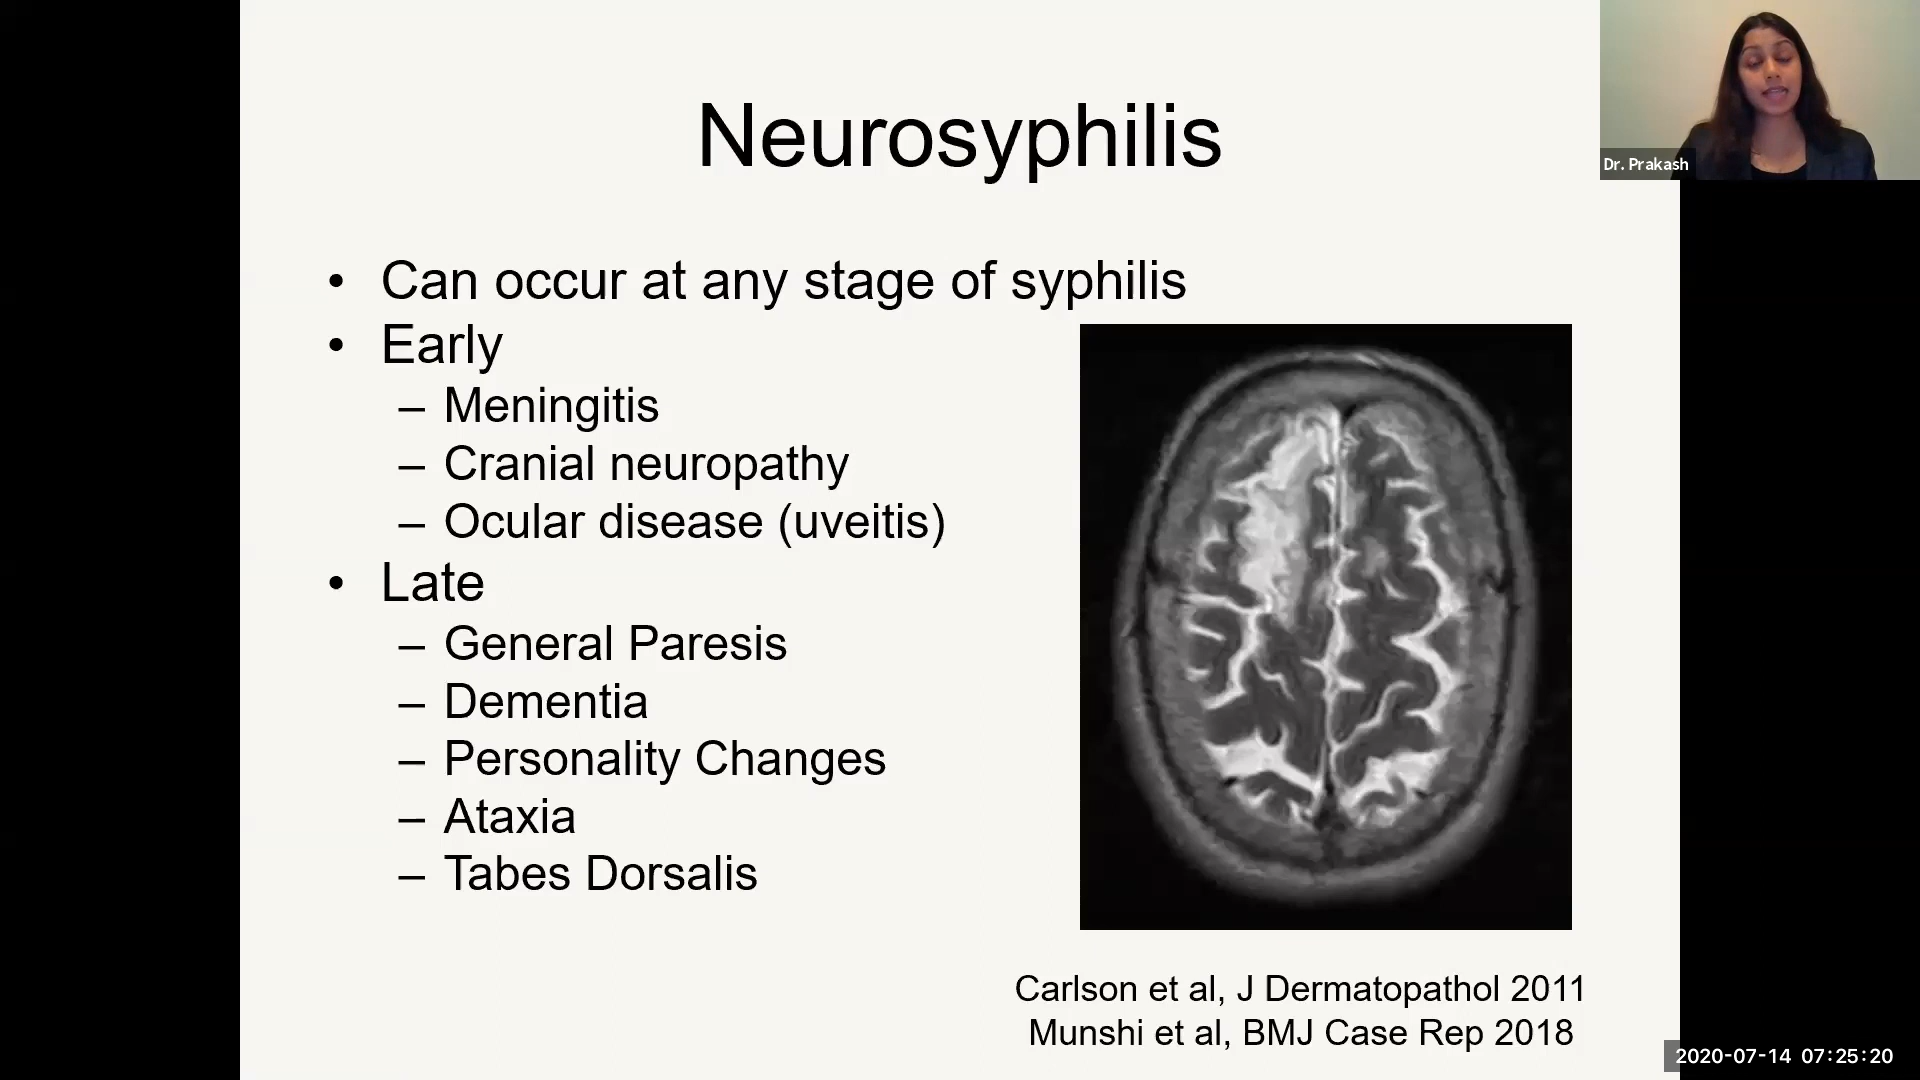 Neurosyphilis
Dr. Prakash
• Can occur at any stage of syphilis
• Early
– Meningitis
– Cranial neuropathy
– Ocular disease (uveitis)
• Late
– General Paresis
– Dementia
– Personality Changes
– Ataxia
– Tabes Dorsalis
Carlson et al, J Dermatopathol 2011
Munshi et al, BMJ Case Rep 2018
2020-07-14 07:25:20